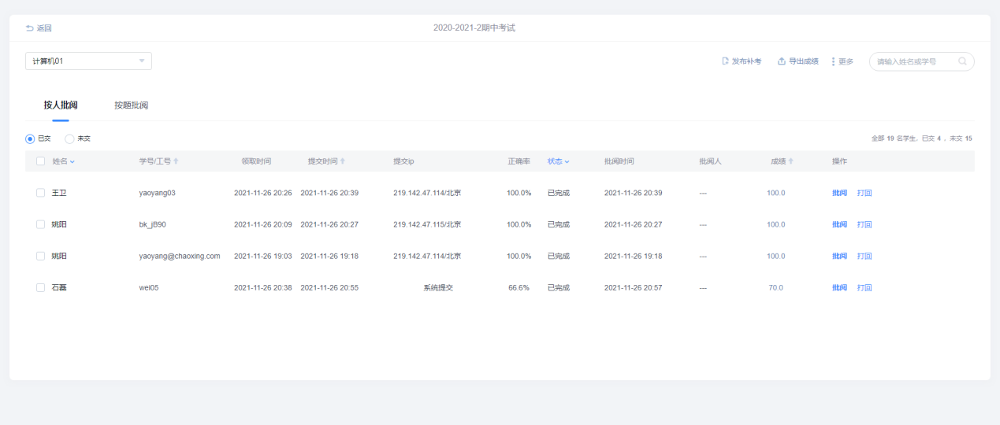 返回 2020-2021-2期中考试
计算机01 发布补考 导出成绩 更多 请输入姓名或学号
按人批阅 按题批阅
已交 未交 全部 19 名学生，已交 4 ，未交 15
姓名 学号/工号 领取时间 提交时间 提交ip 正确率 状态 批阅时间 批阅人 成绩 操作
王卫 yaoyang03 2021-11-26 20:26 2021-11-26 20:39 219.142.47.114/北京 100.0% 已完成 2021-11-26 20:39 --- 100.0 批阅 打回
姚阳 bk_jB90 2021-11-26 20:09 2021-11-26 20:27 219.142.47.115/北京 100.0% 已完成 2021-11-26 20:27 --- 100.0 批阅 打回
姚阳 yaoyang@chaoxing.com 2021-11-26 19:03 2021-11-26 19:18 219.142.47.114/北京 100.0% 已完成 2021-11-26 19:18 --- 100.0 批阅 打回
石磊 wei05 2021-11-26 20:38 2021-11-26 20:55 系统提交 66.6% 已完成 2021-11-26 20:57 --- 70.0 批阅 打回